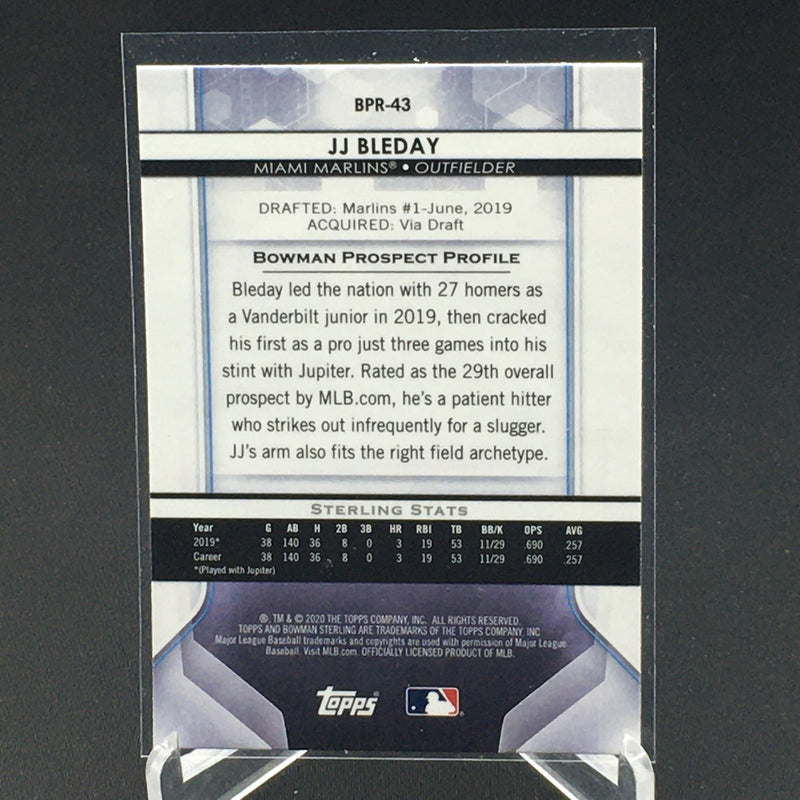 BPR-43
JJ BLEDAY
MIAMI MARLINS® • OUTFIELDER
DRAFTED: Marlins #1-June, 2019
ACQUIRED: Via Draft
BOWMAN PROSPECT PROFILE
Bleday led the nation with 27 homers as
a Vanderbilt junior in 2019, then cracked
his first as a pro just three games into his
stint with Jupiter. Rated as the 29th overall
prospect by MLB.com, he's a patient hitter
who strikes out infrequently for a slugger.
JJ's arm also fits the right field archetype.
STERLING STATS
Year G AB H 2B 3B HR RBI TB BB/K OPS AVG
2019* 38 140 36 8 0 3 19 53 11/29 .690 .257
Career 38 140 36 8 0 3 19 53 11/29 .690 .257
*(Played with Jupiter)
®, TM & © 2020 THE TOPPS COMPANY, INC. ALL RIGHTS RESERVED.
TOPPS AND BOWMAN STERLING ARE TRADEMARKS OF THE TOPPS COMPANY, INC.
Major League Baseball trademarks and copyrights are used with permission of Major League
Baseball. Visit MLB.com. OFFICIALLY LICENSED PRODUCT OF MLB.
topps®